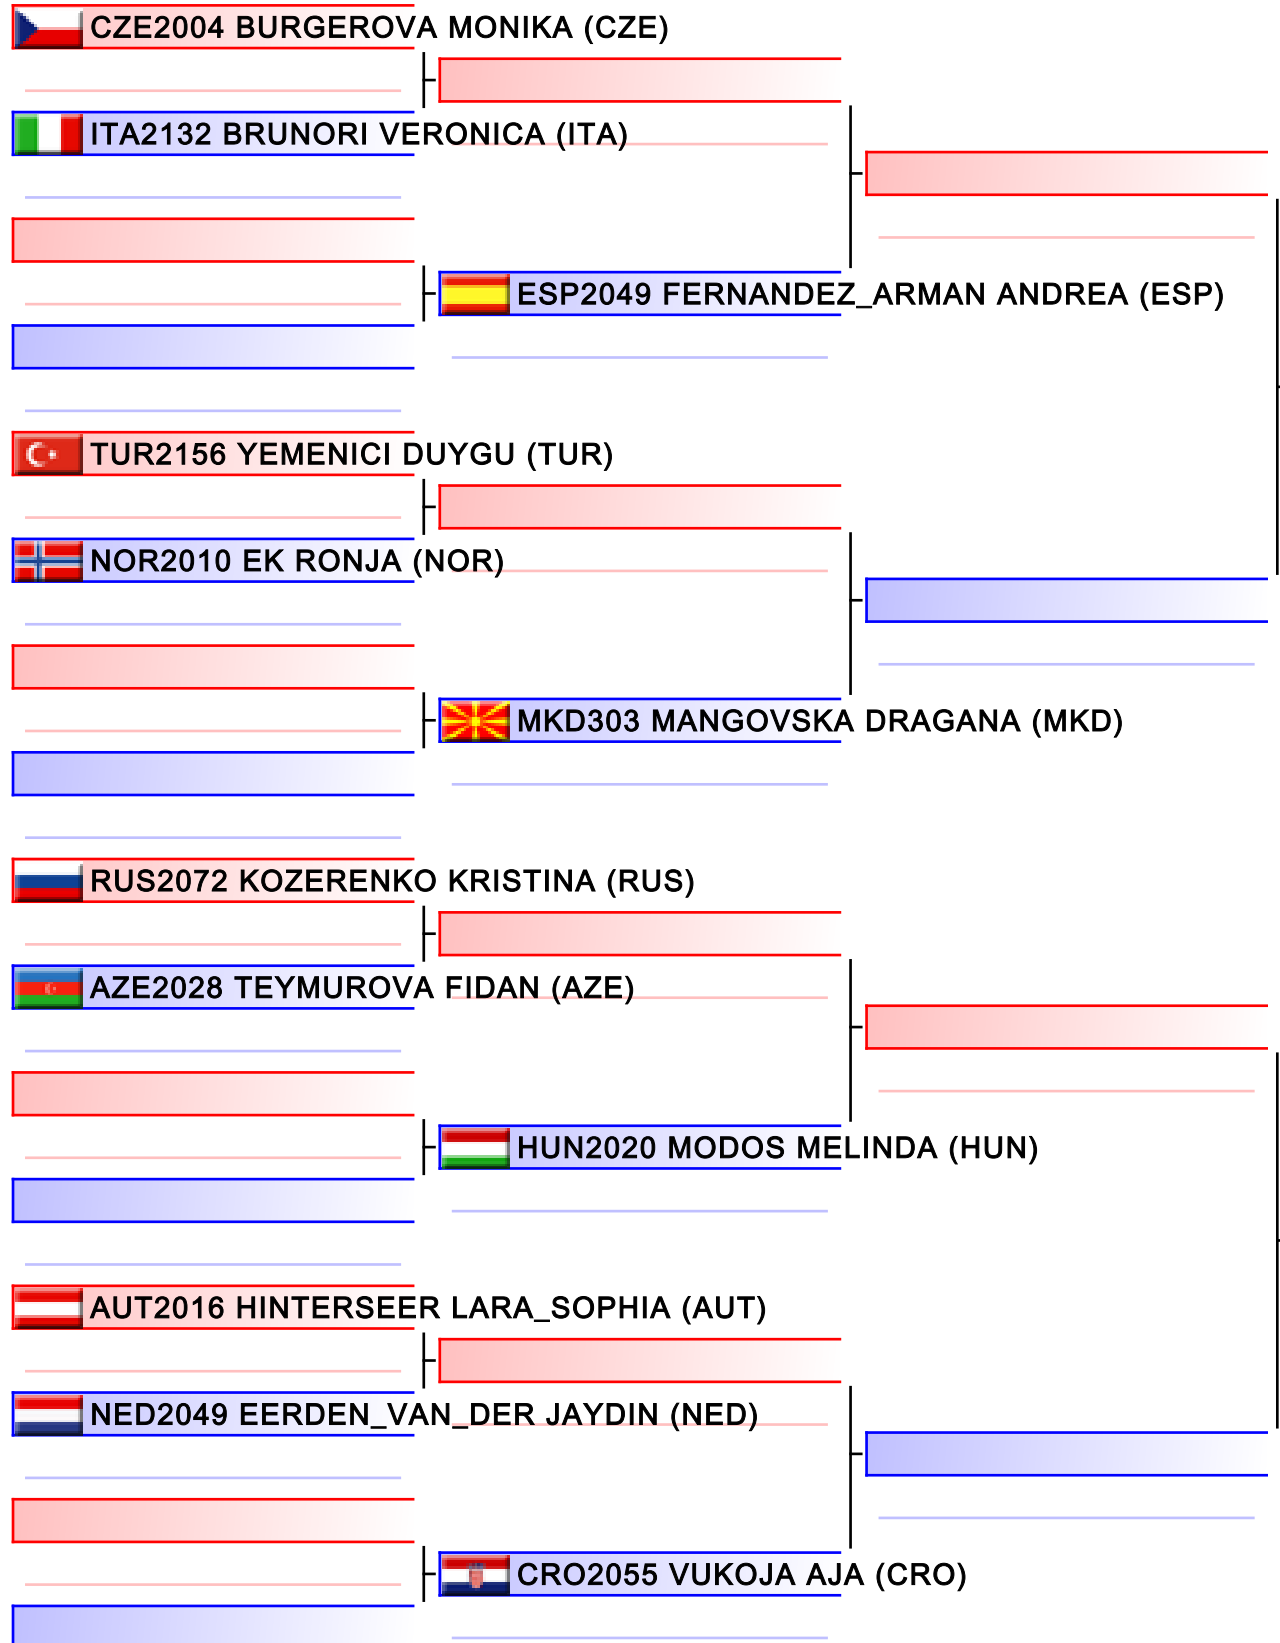 CZE2004 BURGEROVA MONIKA (CZE)
ITA2132 BRUNORI VERONICA (ITA)
ESP2049 FERNANDEZ_ARMAN ANDREA (ESP)
TUR2156 YEMENICI DUYGU (TUR)
NOR2010 EK RONJA (NOR)
MKD303 MANGOVSKA DRAGANA (MKD)
RUS2072 KOZERENKO KRISTINA (RUS)
AZE2028 TEYMUROVA FIDAN (AZE)
HUN2020 MODOS MELINDA (HUN)
AUT2016 HINTERSEER LARA_SOPHIA (AUT)
NED2049 EERDEN_VAN_DER JAYDIN (NED)
CRO2055 VUKOJA AJA (CRO)